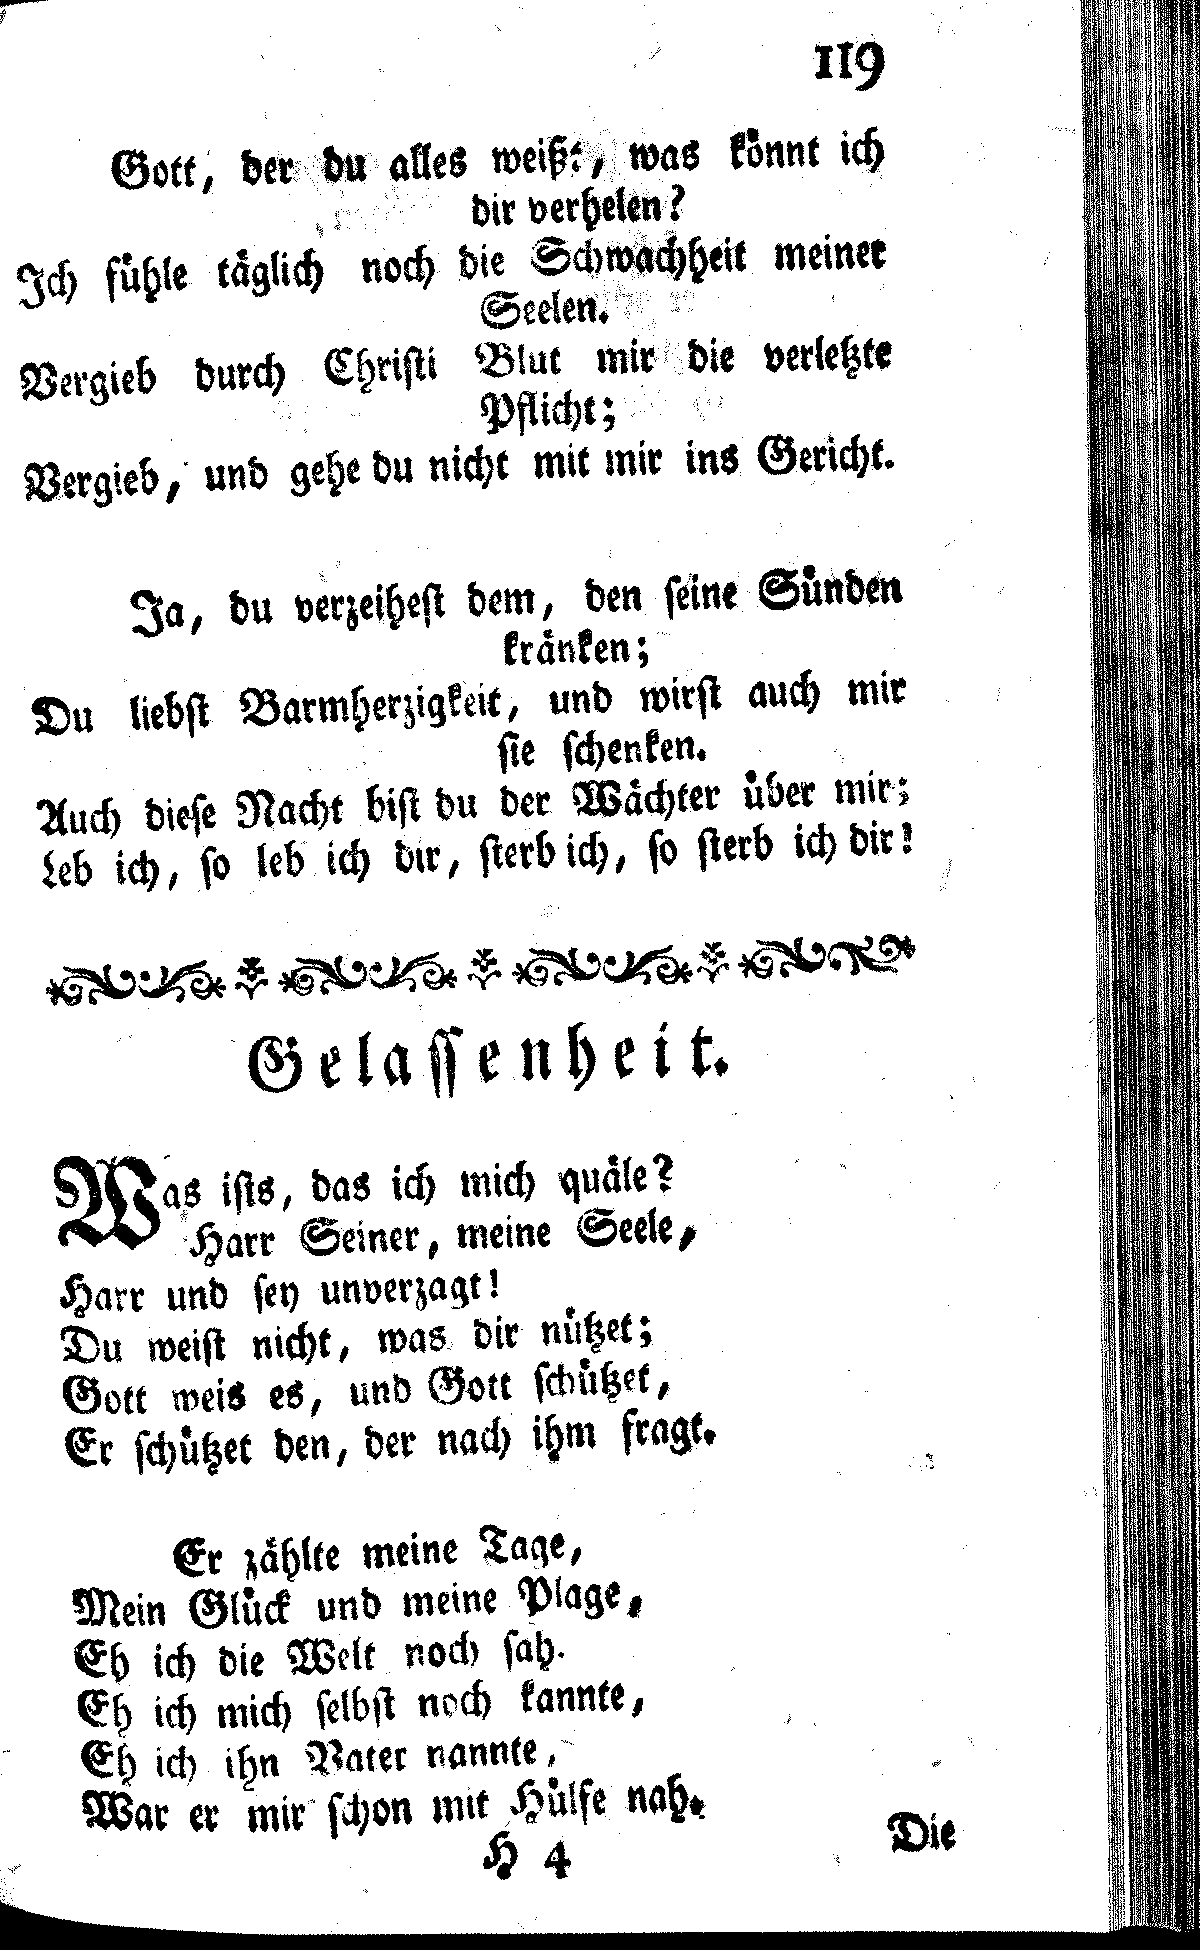 119
Gott, der du alles weißt, was könnt ich
dir verhelen?
Ich fühle täglich noch die Schwachheit meiner
Seelen.
Vergieb durch Christi Blut mir die verletzte
Pflicht;
Vergieb, und gehe du nicht mit mir ins Gericht.
Ja, du verzeihest dem, den seine Sünden
kränken;
Du liebst Barmherzigkeit, und wirst auch mir
sie schenken.
Auch diese Nacht bist du der Wächter über mir;
Leb ich, so leb ich dir, sterb ich, so sterb ich dir!
Gelassenheit.
Was ists, das ich mich quäle?
Harr Seiner, meine Seele,
Harr und sey unverzagt!
Du weist nicht, was dir nützet;
Gott weis es, und Gott schützet,
Er schützet den, der nach ihm fragt.
Er zählte meine Tage,
Mein Glück und meine Plage,
Eh ich die Welt noch sah.
Eh ich mich selbst noch kannte,
Eh ich ihn Vater nannte,
War er mir schon mit Hülfe nah.
H 4
Die